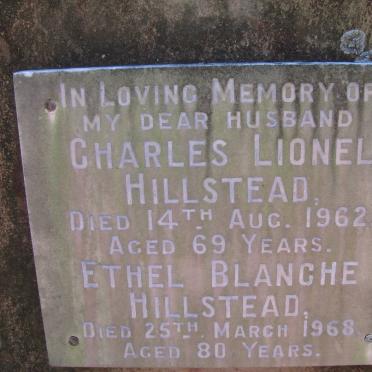 IN LOVING MEMORY OF
MY DEAR HUSBAND
CHARLES LIONEL
HILLSTEAD,
DIED 14TH AUG. 1962
AGED 69 YEARS.
ETHEL BLANCHE
HILLSTEAD,
DIED 25TH MARCH 1968.
AGED 80 YEARS.